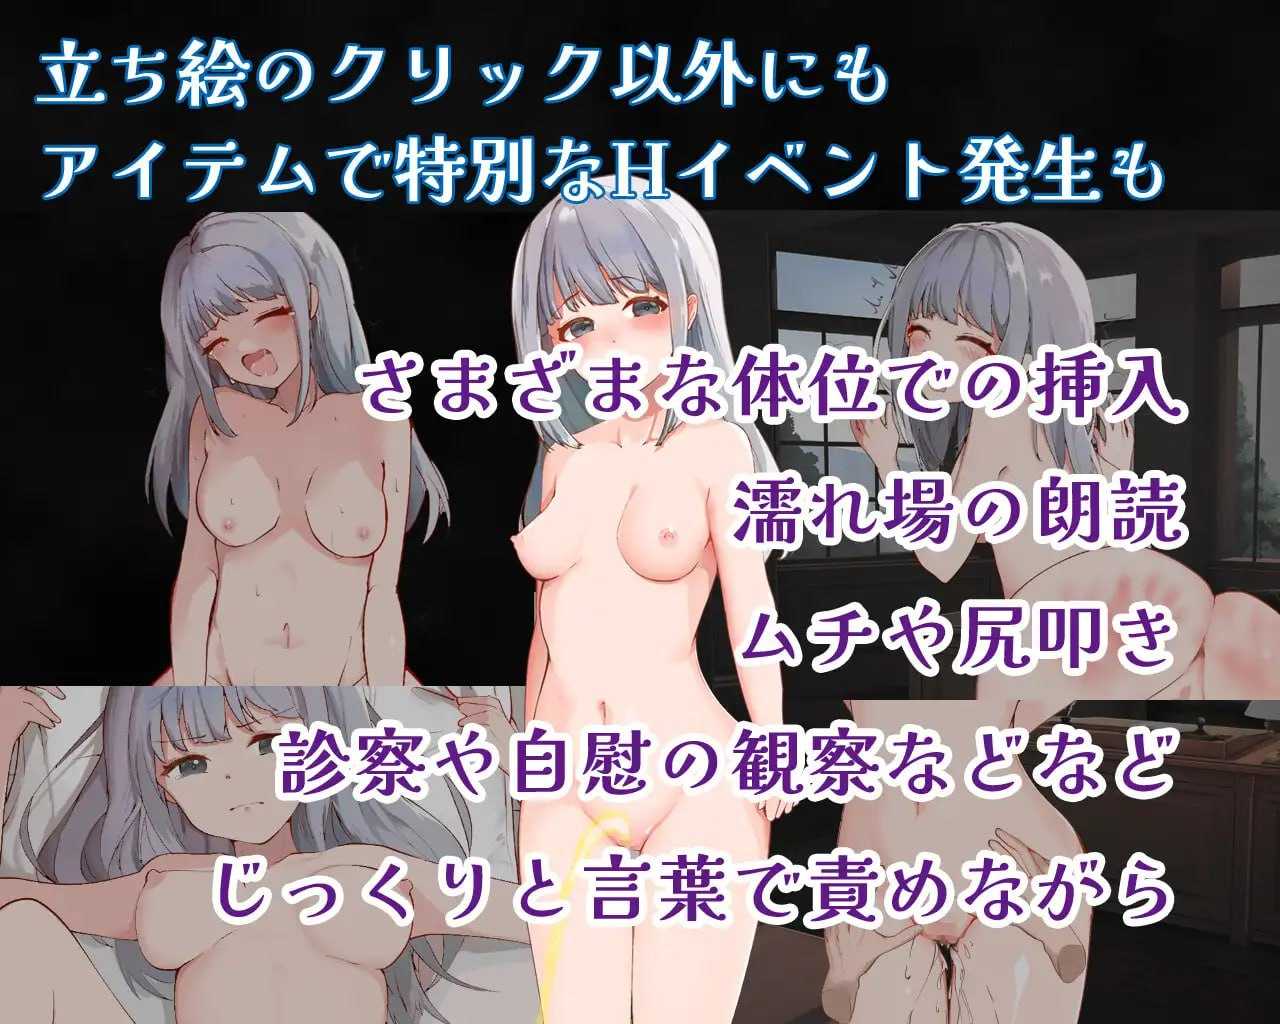 立ち絵のクリック以外にも
アイテムで特別なHイベント発生も
さまざまな体位での挿入
濡れ場の朗読
ムチや尻叩き
診察や自慰の観察などなど
じっくりと言葉で責めながら